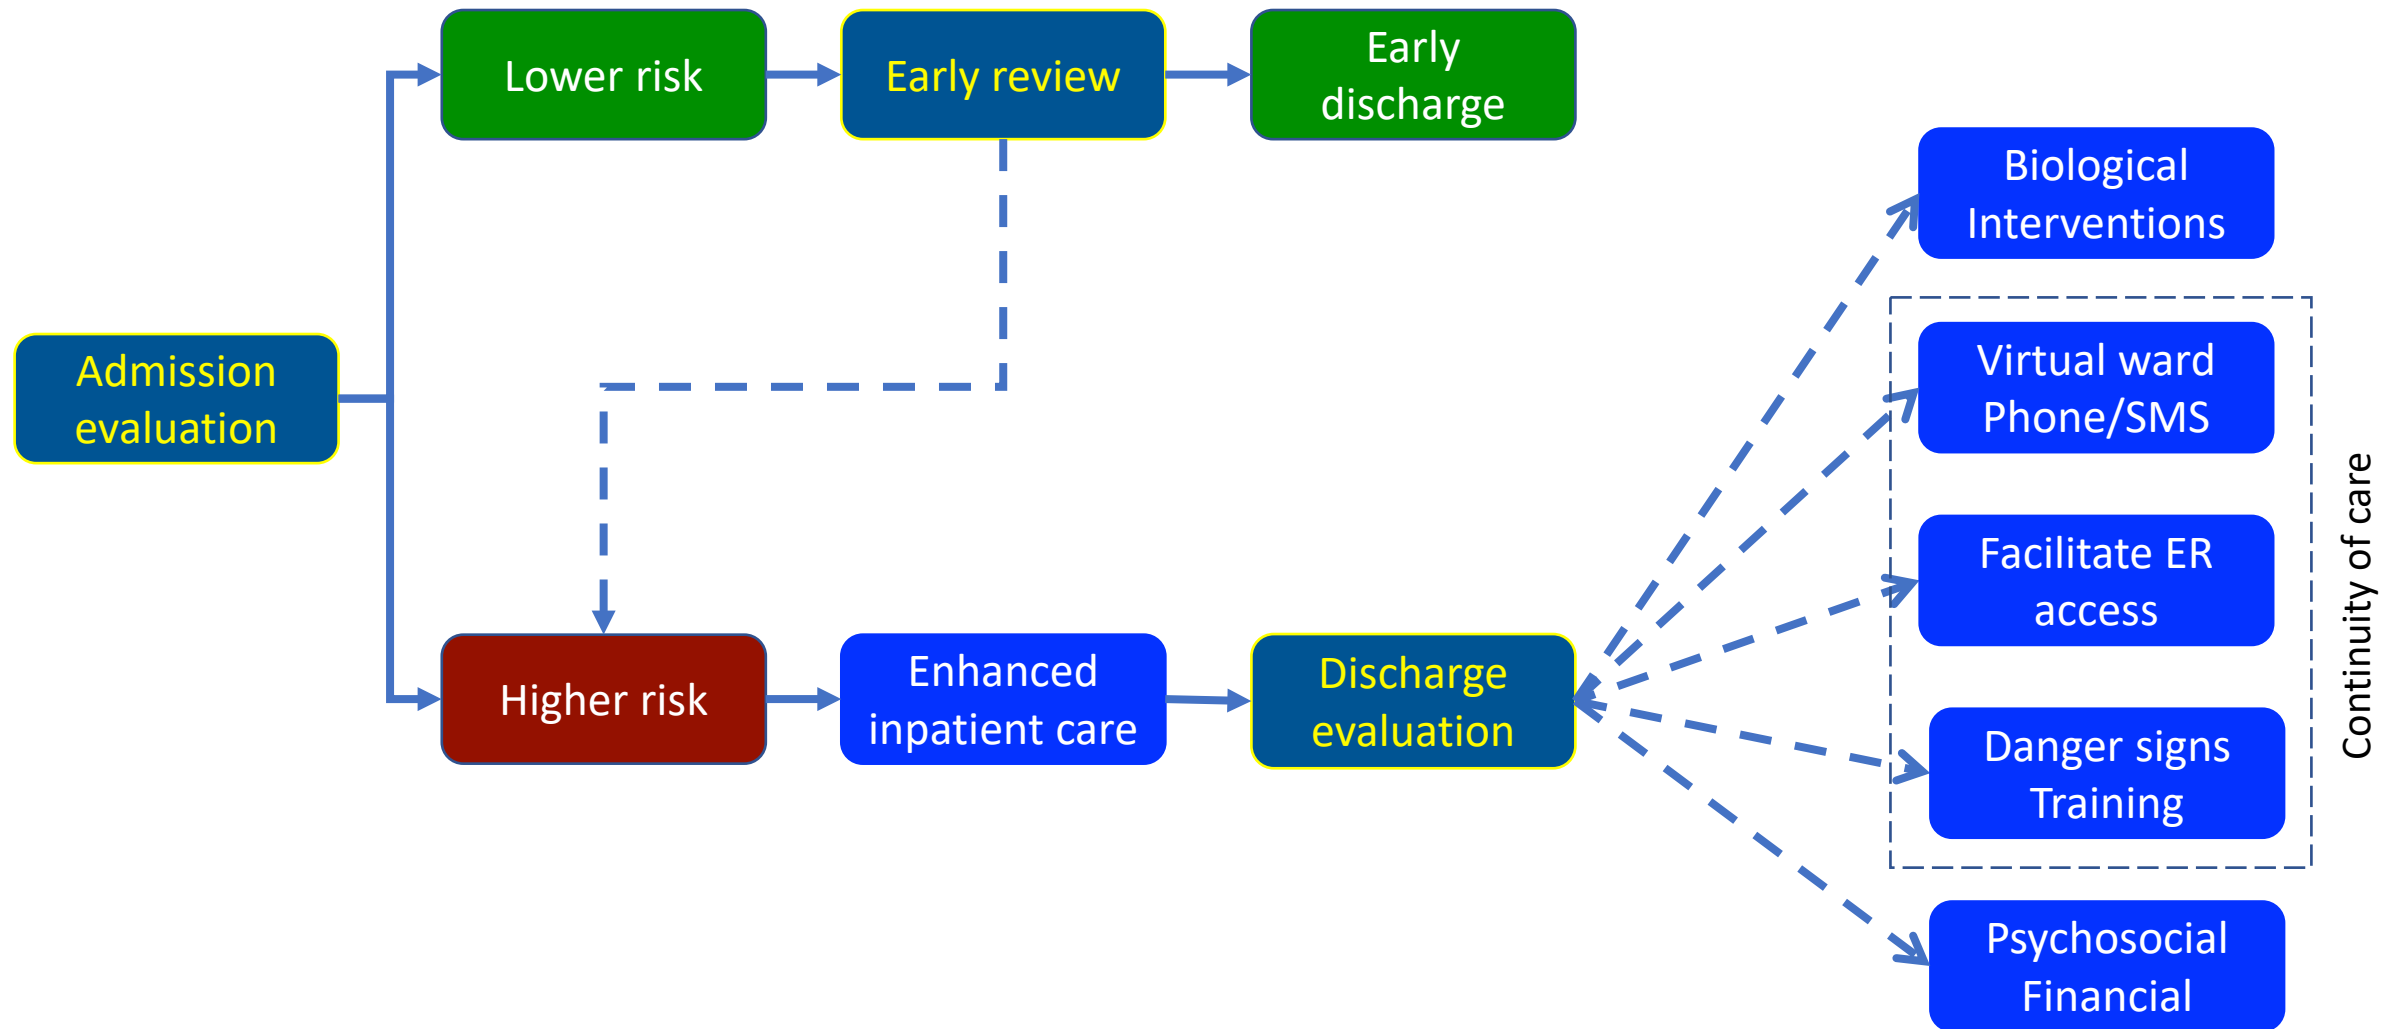 Lower risk
Early review
Early
discharge
Admission
evaluation
Higher risk
Enhanced
inpatient care
Discharge
evaluation
Biological
Interventions
Virtual ward
Phone/SMS
Facilitate ER
access
Danger signs
Training
Psychosocial
Financial
Continuity of care